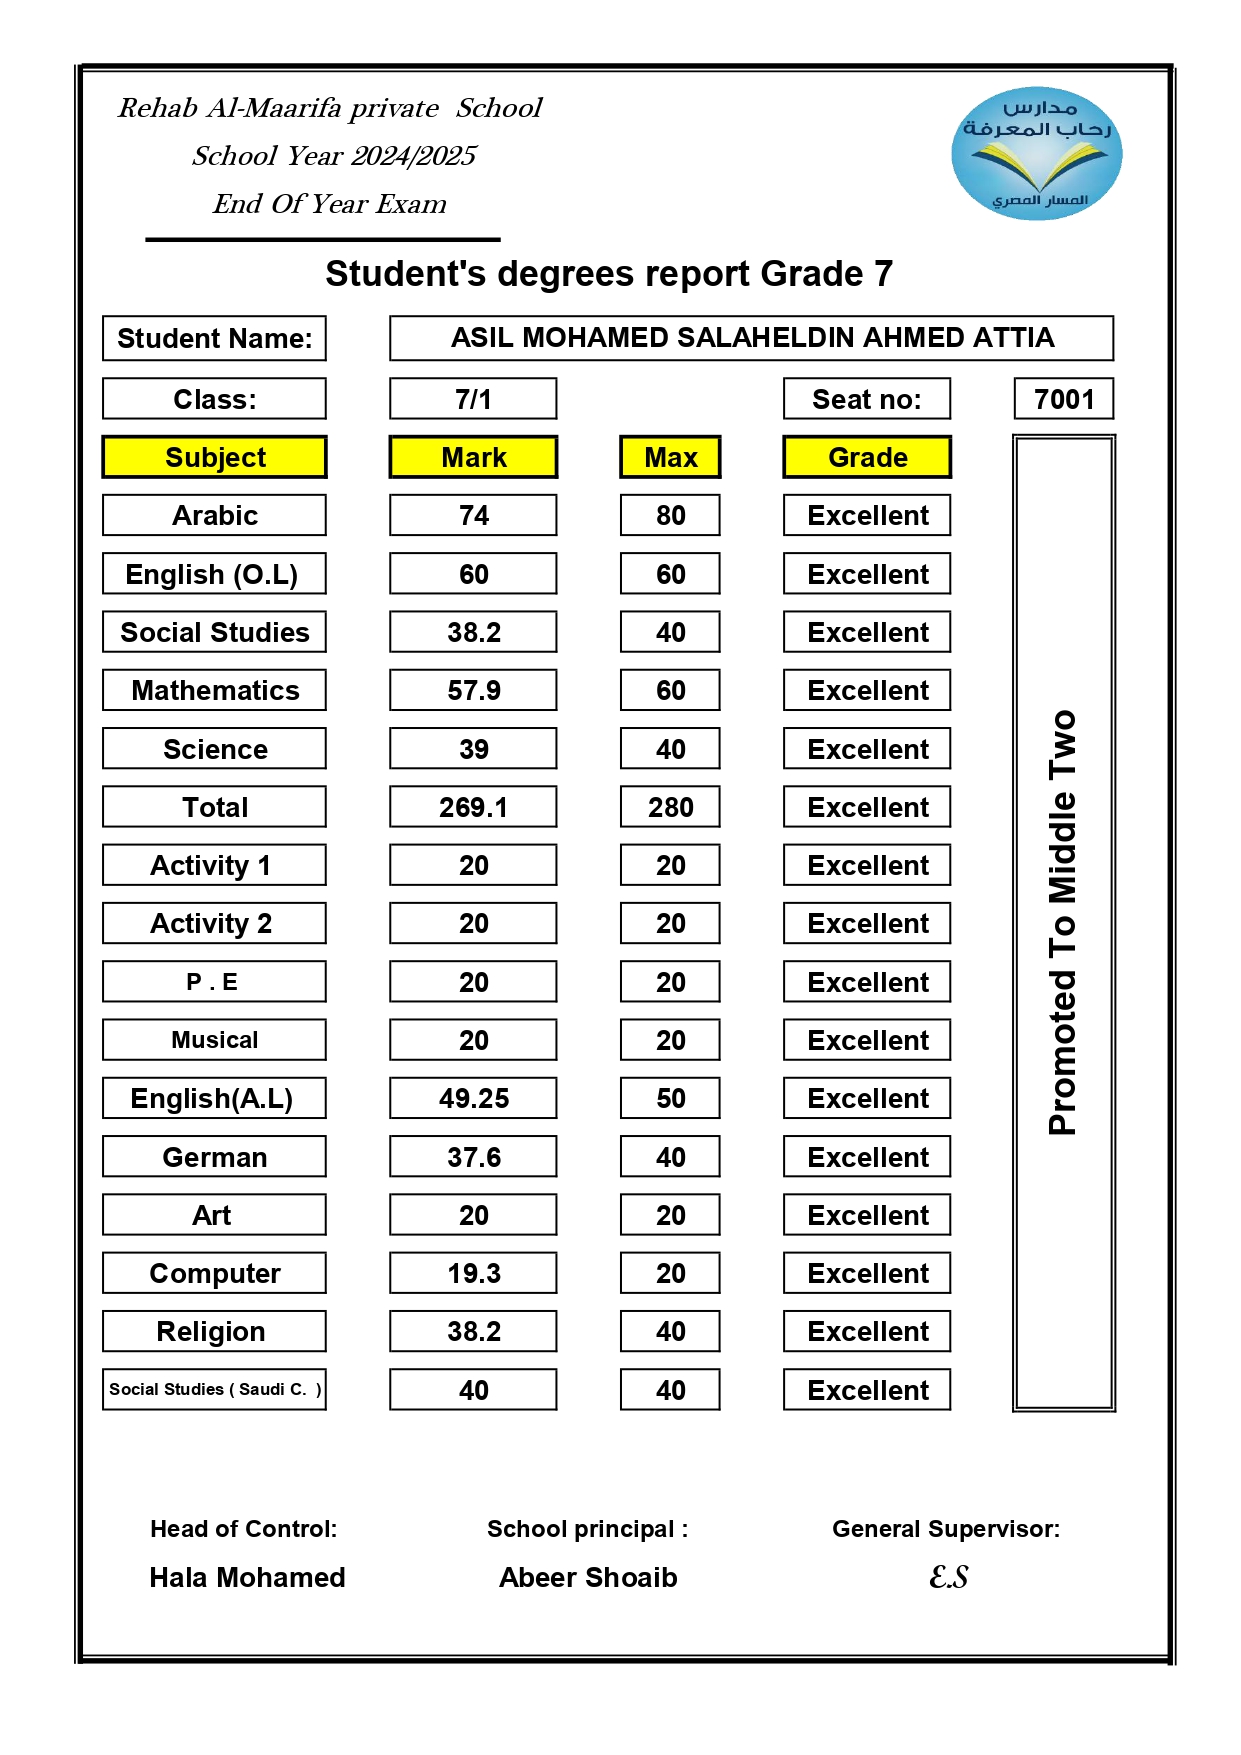 Rehab Al-Maarifa private School
School Year 2024/2025
End Of Year Exam
مدارس
رحاب المعرفة
المسار المصري
Student's degrees report Grade 7
Student Name: ASIL MOHAMED SALAHELDIN AHMED ATTIA
Class: 7/1 Seat no: 7001
Subject Mark Max Grade
Arabic 74 80 Excellent
English (O.L) 60 60 Excellent
Social Studies 38.2 40 Excellent
Mathematics 57.9 60 Excellent
Science 39 40 Excellent
Total 269.1 280 Excellent
Activity 1 20 20 Excellent
Activity 2 20 20 Excellent
P . E 20 20 Excellent
Musical 20 20 Excellent
English(A.L) 49.25 50 Excellent
German 37.6 40 Excellent
Art 20 20 Excellent
Computer 19.3 20 Excellent
Religion 38.2 40 Excellent
Social Studies ( Saudi C. ) 40 40 Excellent
Promoted To Middle Two
Head of Control: School principal : General Supervisor:
Hala Mohamed Abeer Shoaib E.S